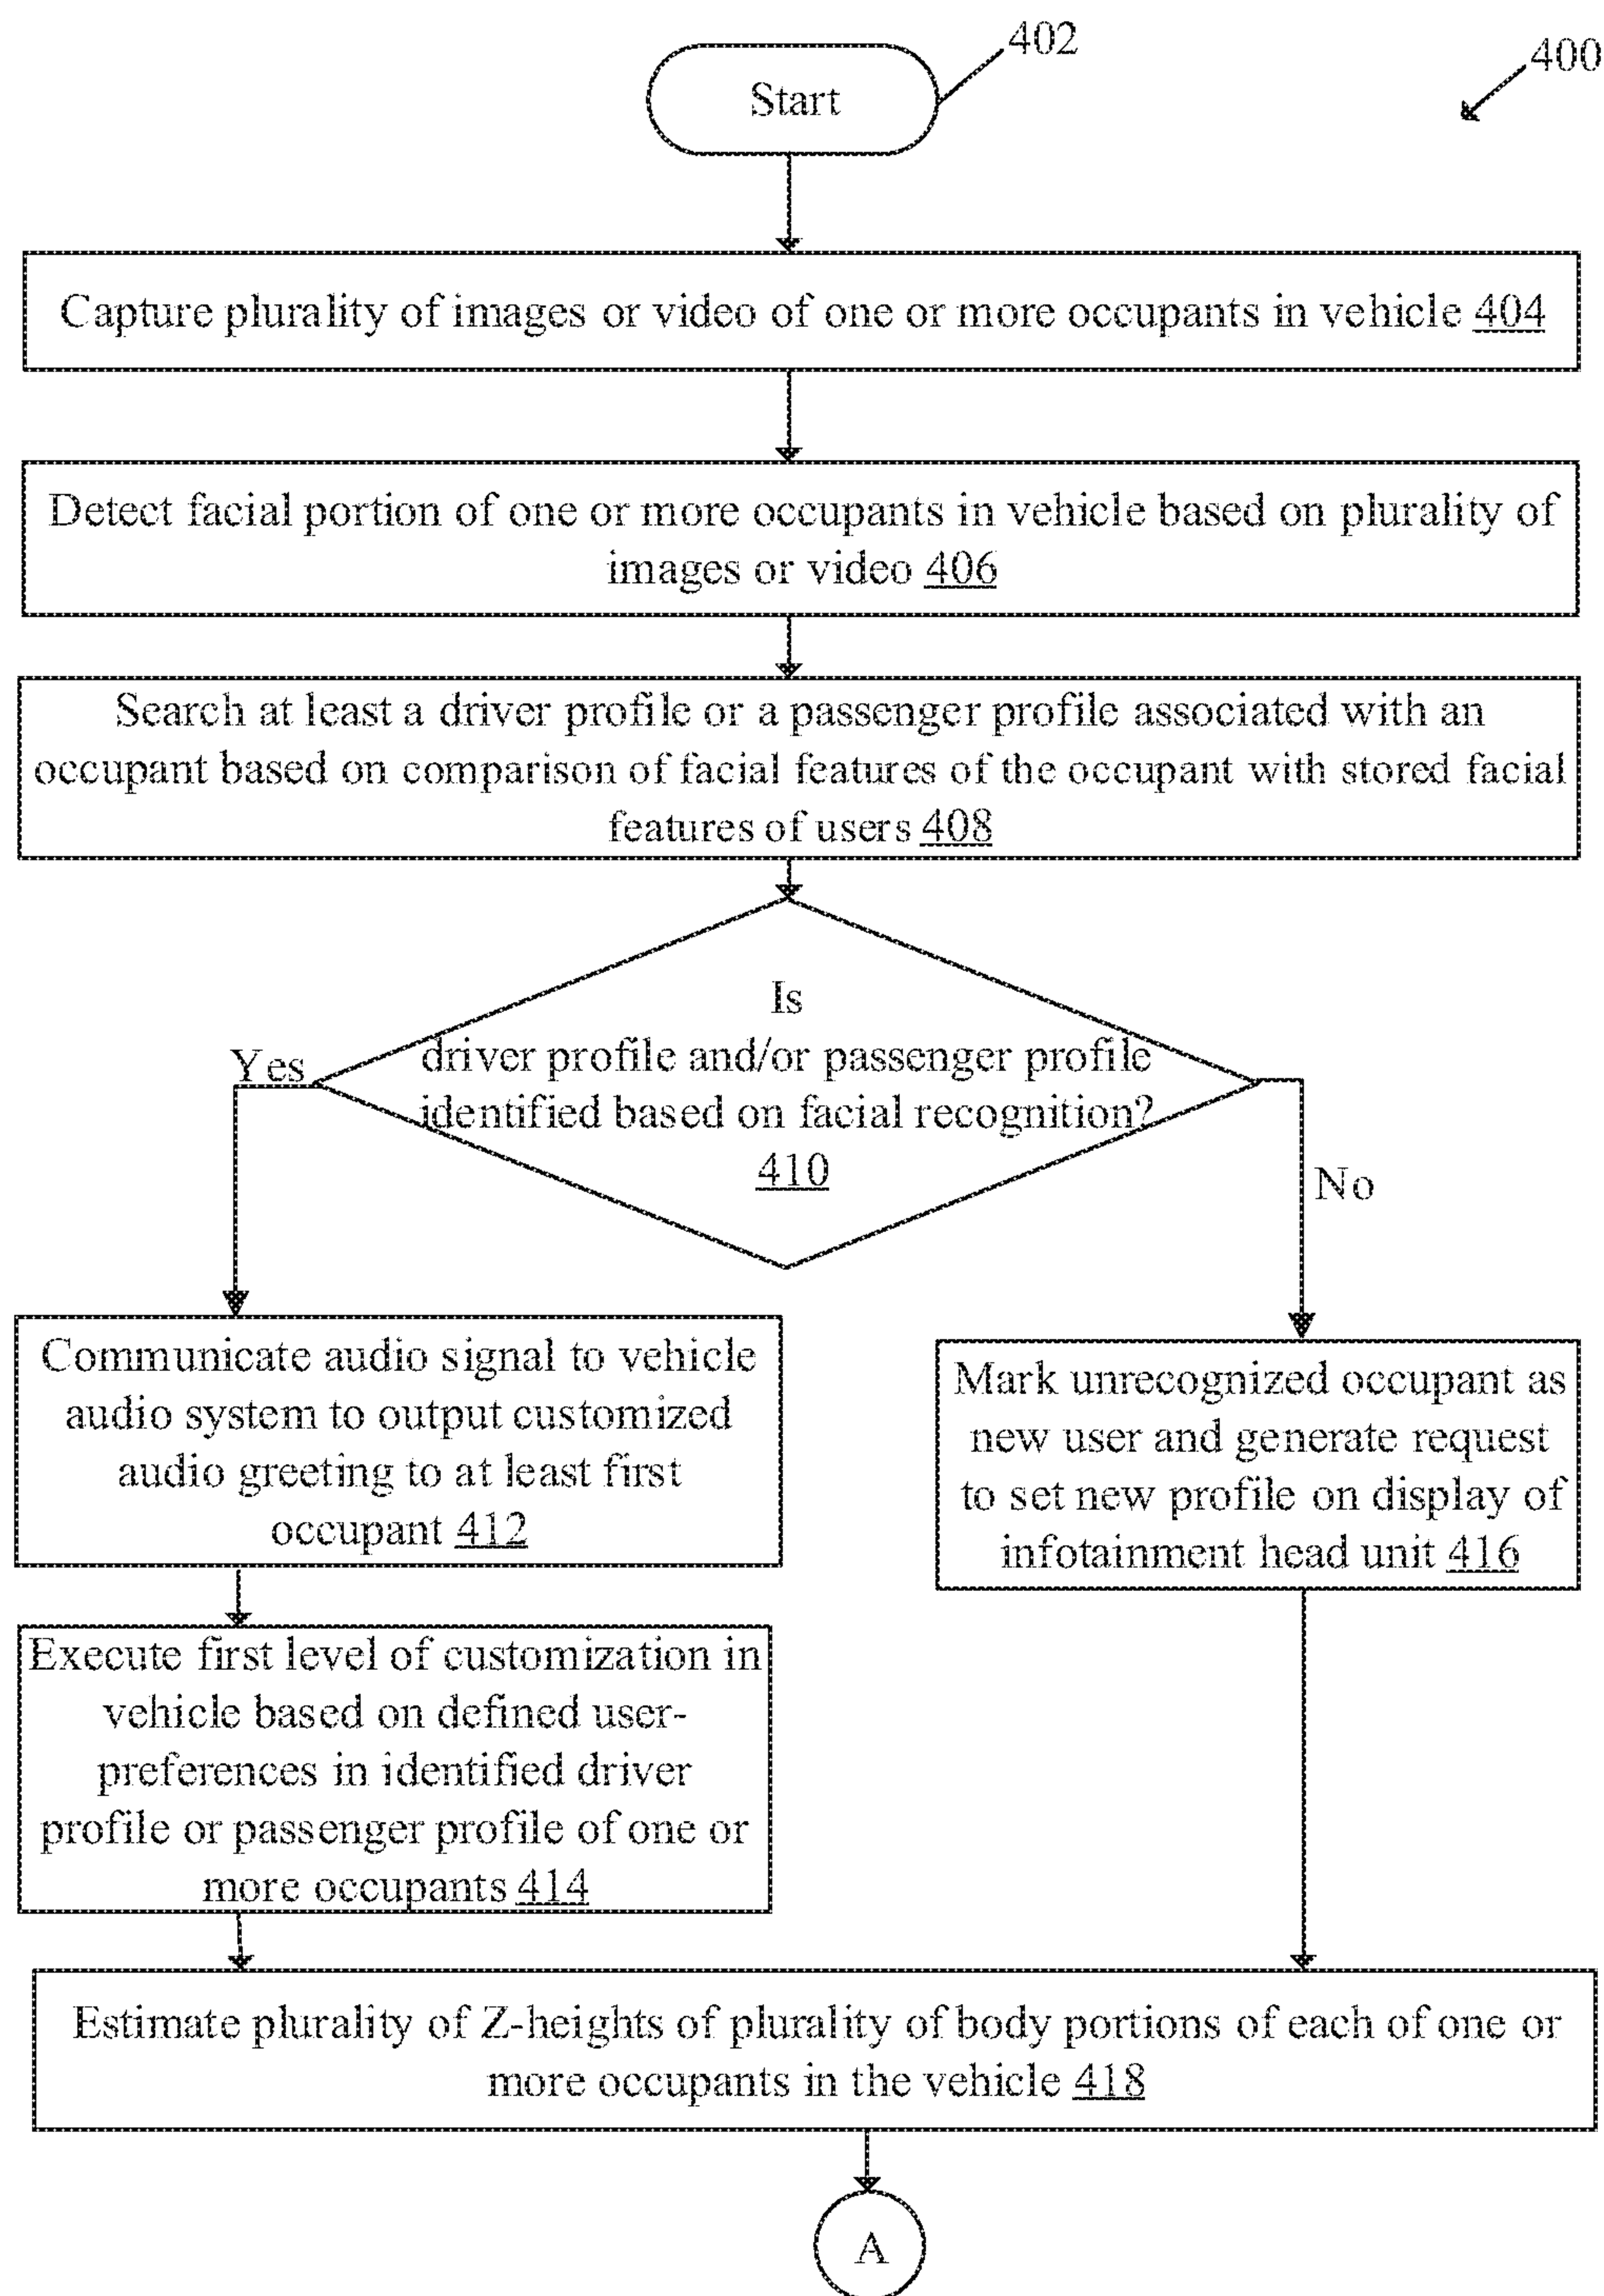 402
400
Start
Capture plurality of images or video of one or more occupants in vehicle 404
Detect facial portion of one or more occupants in vehicle based on plurality of
images or video 406
Search at least a driver profile or a passenger profile associated with an
occupant based on comparison of facial features of the occupant with stored facial
features of users 408
Is
driver profile and/or passenger profile
identified based on facial recognition?
410
Yes
No
Communicate audio signal to vehicle
audio system to output customized
audio greeting to at least first
occupant 412
Mark unrecognized occupant as
new user and generate request
to set new profile on display of
infotainment head unit 416
Execute first level of customization in
vehicle based on defined user-
preferences in identified driver
profile or passenger profile of one or
more occupants 414
Estimate plurality of Z-heights of plurality of body portions of each of one or
more occupants in the vehicle 418
A